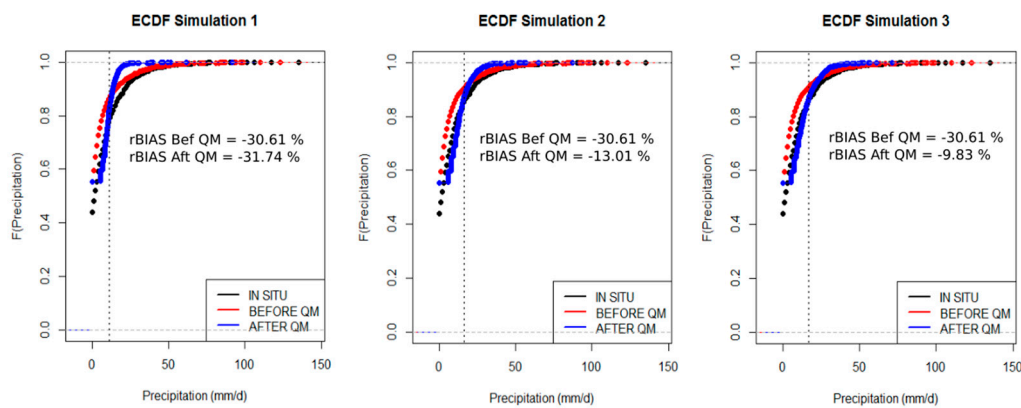 ECDF Simulation 1
F(Precipitation)
1.0
0.8
0.6
0.4
0.2
0.0
rBIAS Bef QM = -30.61 %
rBIAS Aft QM = -31.74 %
IN SITU
BEFORE QM
AFTER QM
0 50 100 150
Precipitation (mm/d)
ECDF Simulation 2
F(Precipitation)
1.0
0.8
0.6
0.4
0.2
0.0
rBIAS Bef QM = -30.61 %
rBIAS Aft QM = -13.01 %
IN SITU
BEFORE QM
AFTER QM
0 50 100 150
Precipitation (mm/d)
ECDF Simulation 3
F(Precipitation)
1.0
0.8
0.6
0.4
0.2
0.0
rBIAS Bef QM = -30.61 %
rBIAS Aft QM = -9.83 %
IN SITU
BEFORE QM
AFTER QM
0 50 100 150
Precipitation (mm/d)